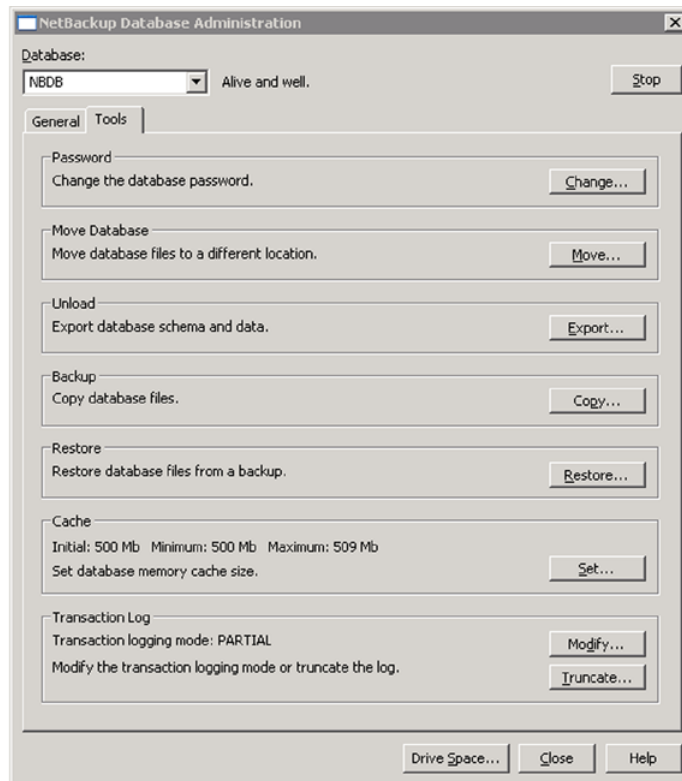 NetBackup Database Administration
Database:
NBDB Alive and well. Stop
General Tools
Password
Change the database password. Change...
Move Database
Move database files to a different location. Move...
Unload
Export database schema and data. Export...
Backup
Copy database files. Copy...
Restore
Restore database files from a backup. Restore...
Cache
Initial: 500 Mb Minimum: 500 Mb Maximum: 509 Mb
Set database memory cache size. Set...
Transaction Log
Transaction logging mode: PARTIAL Modify...
Modify the transaction logging mode or truncate the log. Truncate...
Drive Space... Close Help